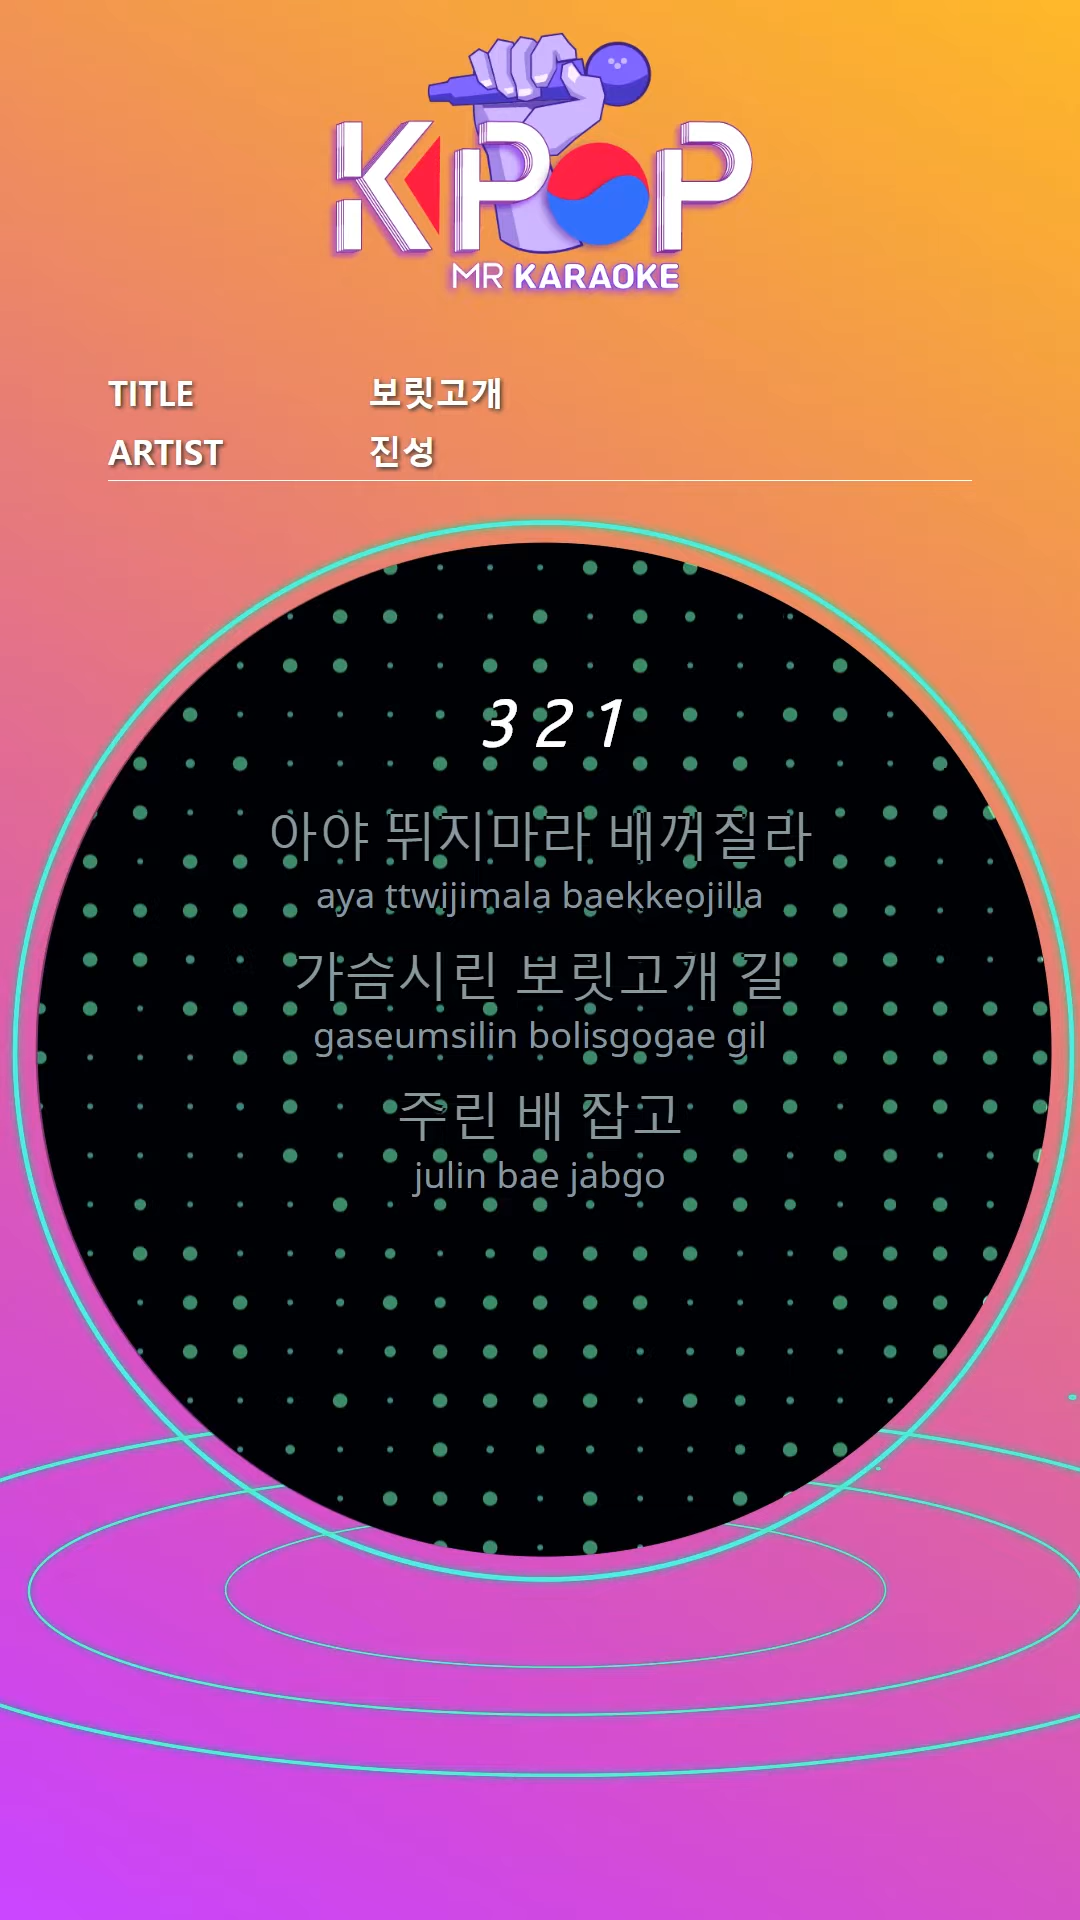 KPOP
MR KARAOKE
TITLE 보릿고개
ARTIST 진성
3 2 1
아야 뛰지마라 배꺼질라
aya ttwijimala baekkeojilla
가슴시린 보릿고개 길
gaseumsilin bolisgogae gil
주린 배 잡고
julin bae jabgo